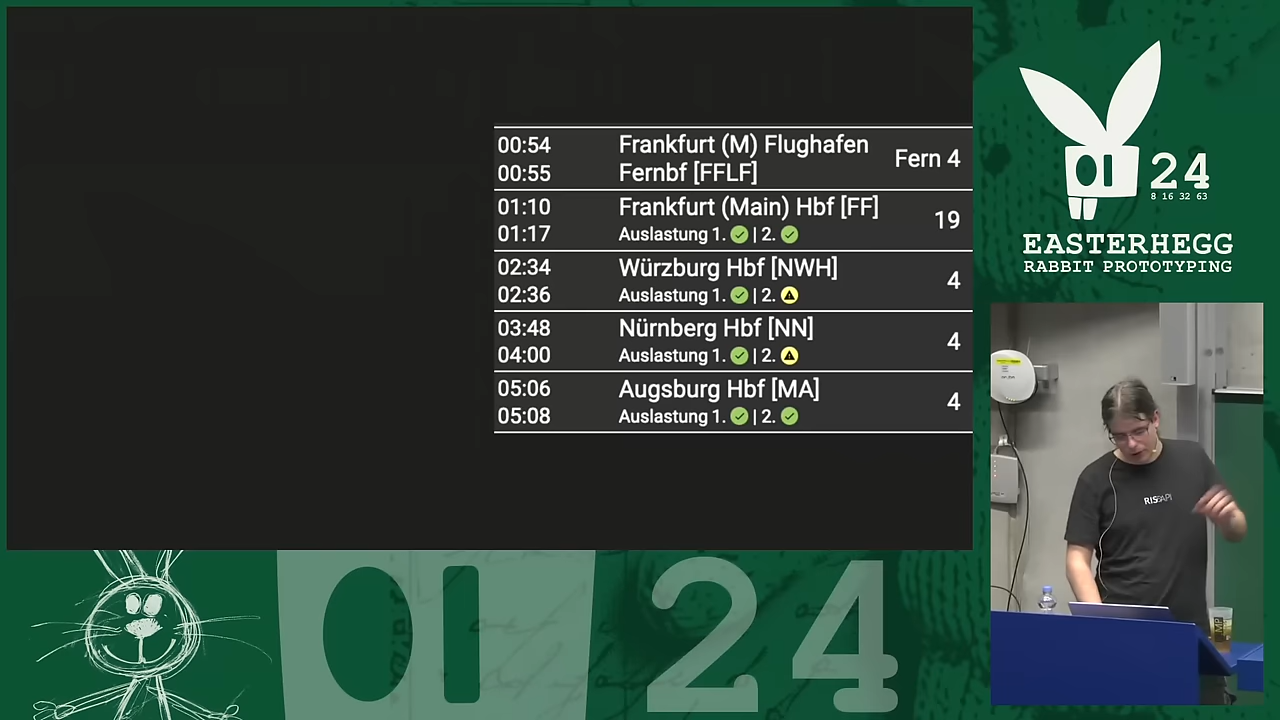 00:54
00:55
Frankfurt (M) Flughafen
Fernbf [FFLF]
Fern 4
01:10
01:17
Frankfurt (Main) Hbf [FF]
Auslastung 1. | 2.
19
02:34
02:36
Würzburg Hbf [NWH]
Auslastung 1. | 2.
4
03:48
04:00
Nürnberg Hbf [NN]
Auslastung 1. | 2.
4
05:06
05:08
Augsburg Hbf [MA]
Auslastung 1. | 2.
4
24
8 16 32 63
EASTERHEGG
RABBIT PROTOTYPING
RIS::API
24